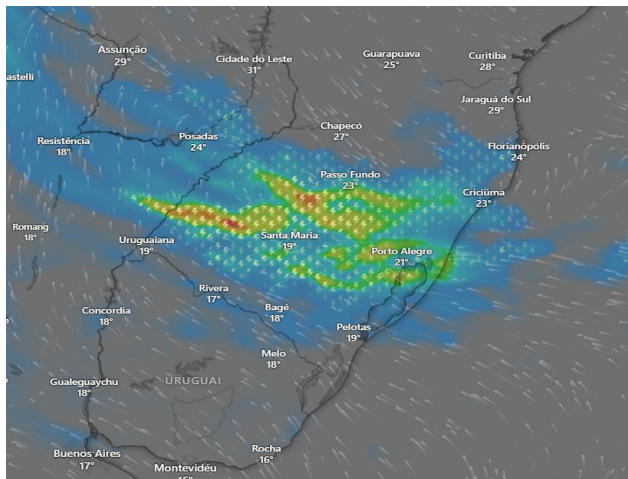 Assunção
29°
Cidade do Leste
31°
Guarapuava
25°
Curitiba
28°
astelli
Jaraguá do Sul
29°
Resistência
18°
Posadas
24°
Chapecó
27°
Florianópolis
24°
Passo Fundo
23°
Criciúma
23°
Romang
18°
Uruguaiana
19°
Santa Maria
19°
Porto Alegre
21°
Rivera
17°
Concordia
18°
Bagé
18°
Pelotas
19°
Melo
18°
Gualeguaychu
18°
URUGUAI
Buenos Aires
17°
Rocha
16°
Montevidéu